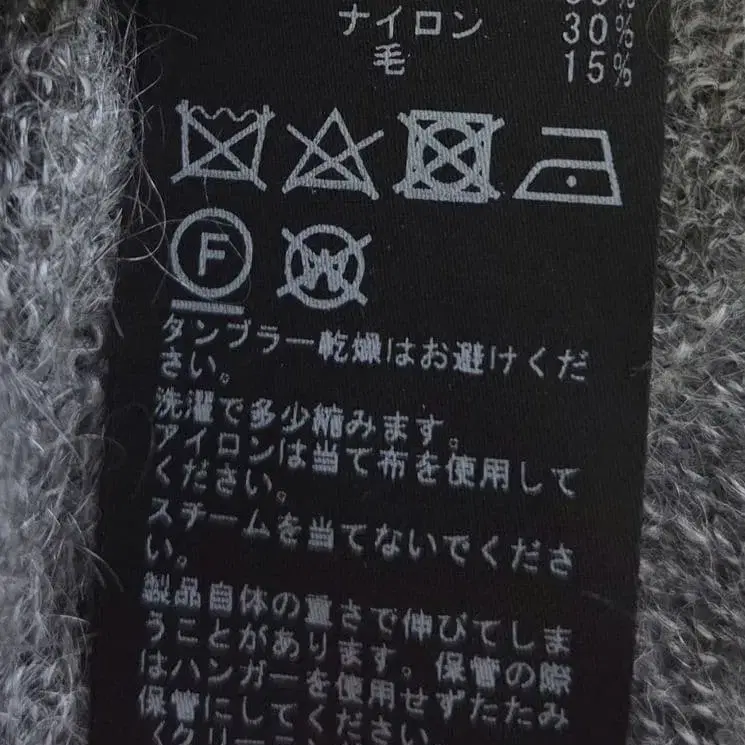 ナイロン 30%
毛 15%
F
W
タンブラー乾燥はお避けくだ
さい。
洗濯で多少縮みます。
アイロンは当て布を使用して
ください。
スチームを当てないでくださ
い。
製品自体の重さで伸びてしま
うことがあります。保管の際
はハンガーを使用せずたたみ
保管にしてください。